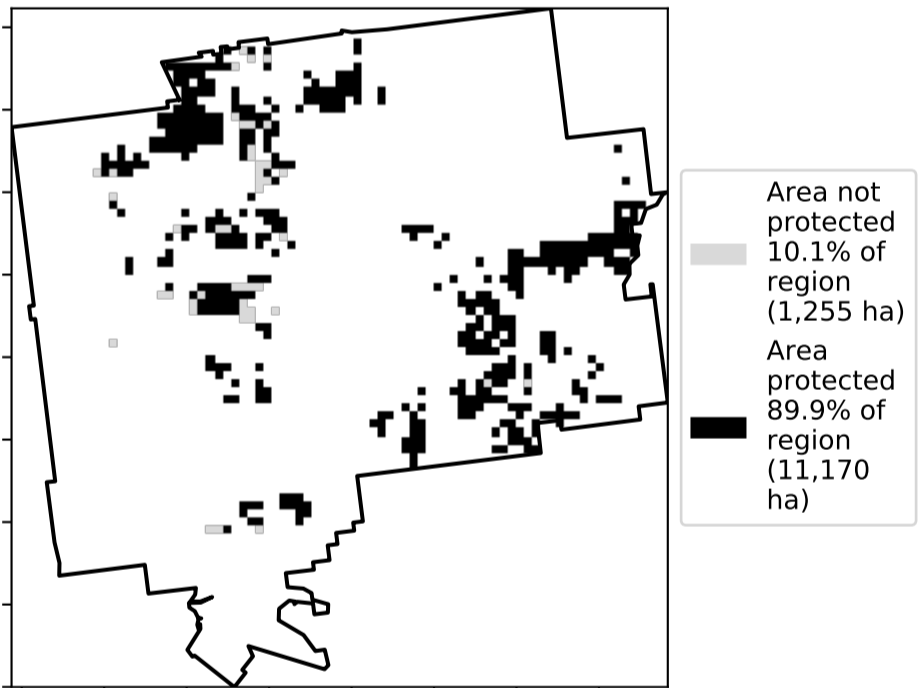 Area not
protected
10.1% of
region
(1,255 ha)
Area
protected
89.9% of
region
(11,170
ha)